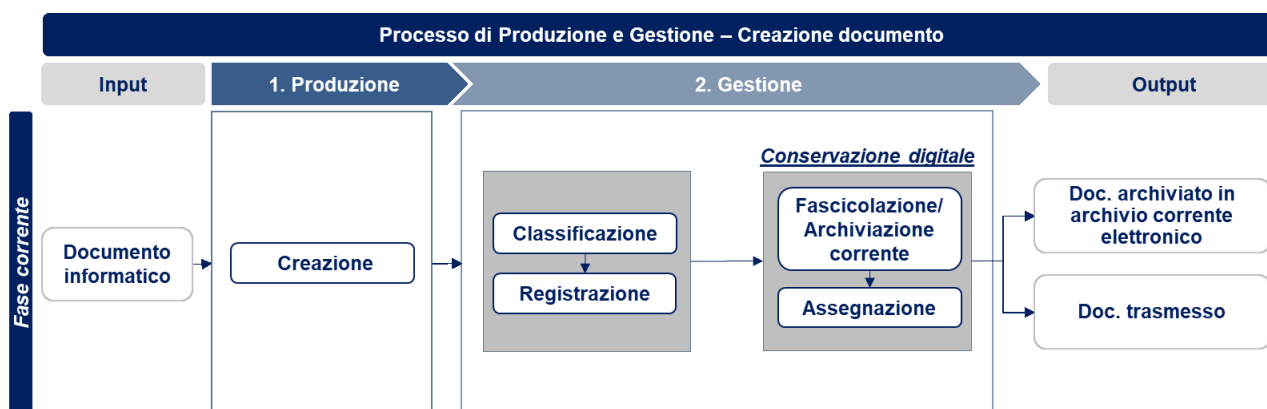 Processo di Produzione e Gestione – Creazione documento
Input
1. Produzione
2. Gestione
Output
Fase corrente
Documento
informatico
Creazione
Classificazione
Registrazione
Conservazione digitale
Fascicolazione/
Archiviazione
corrente
Assegnazione
Doc. archiviato in
archivio corrente
elettronico
Doc. trasmesso